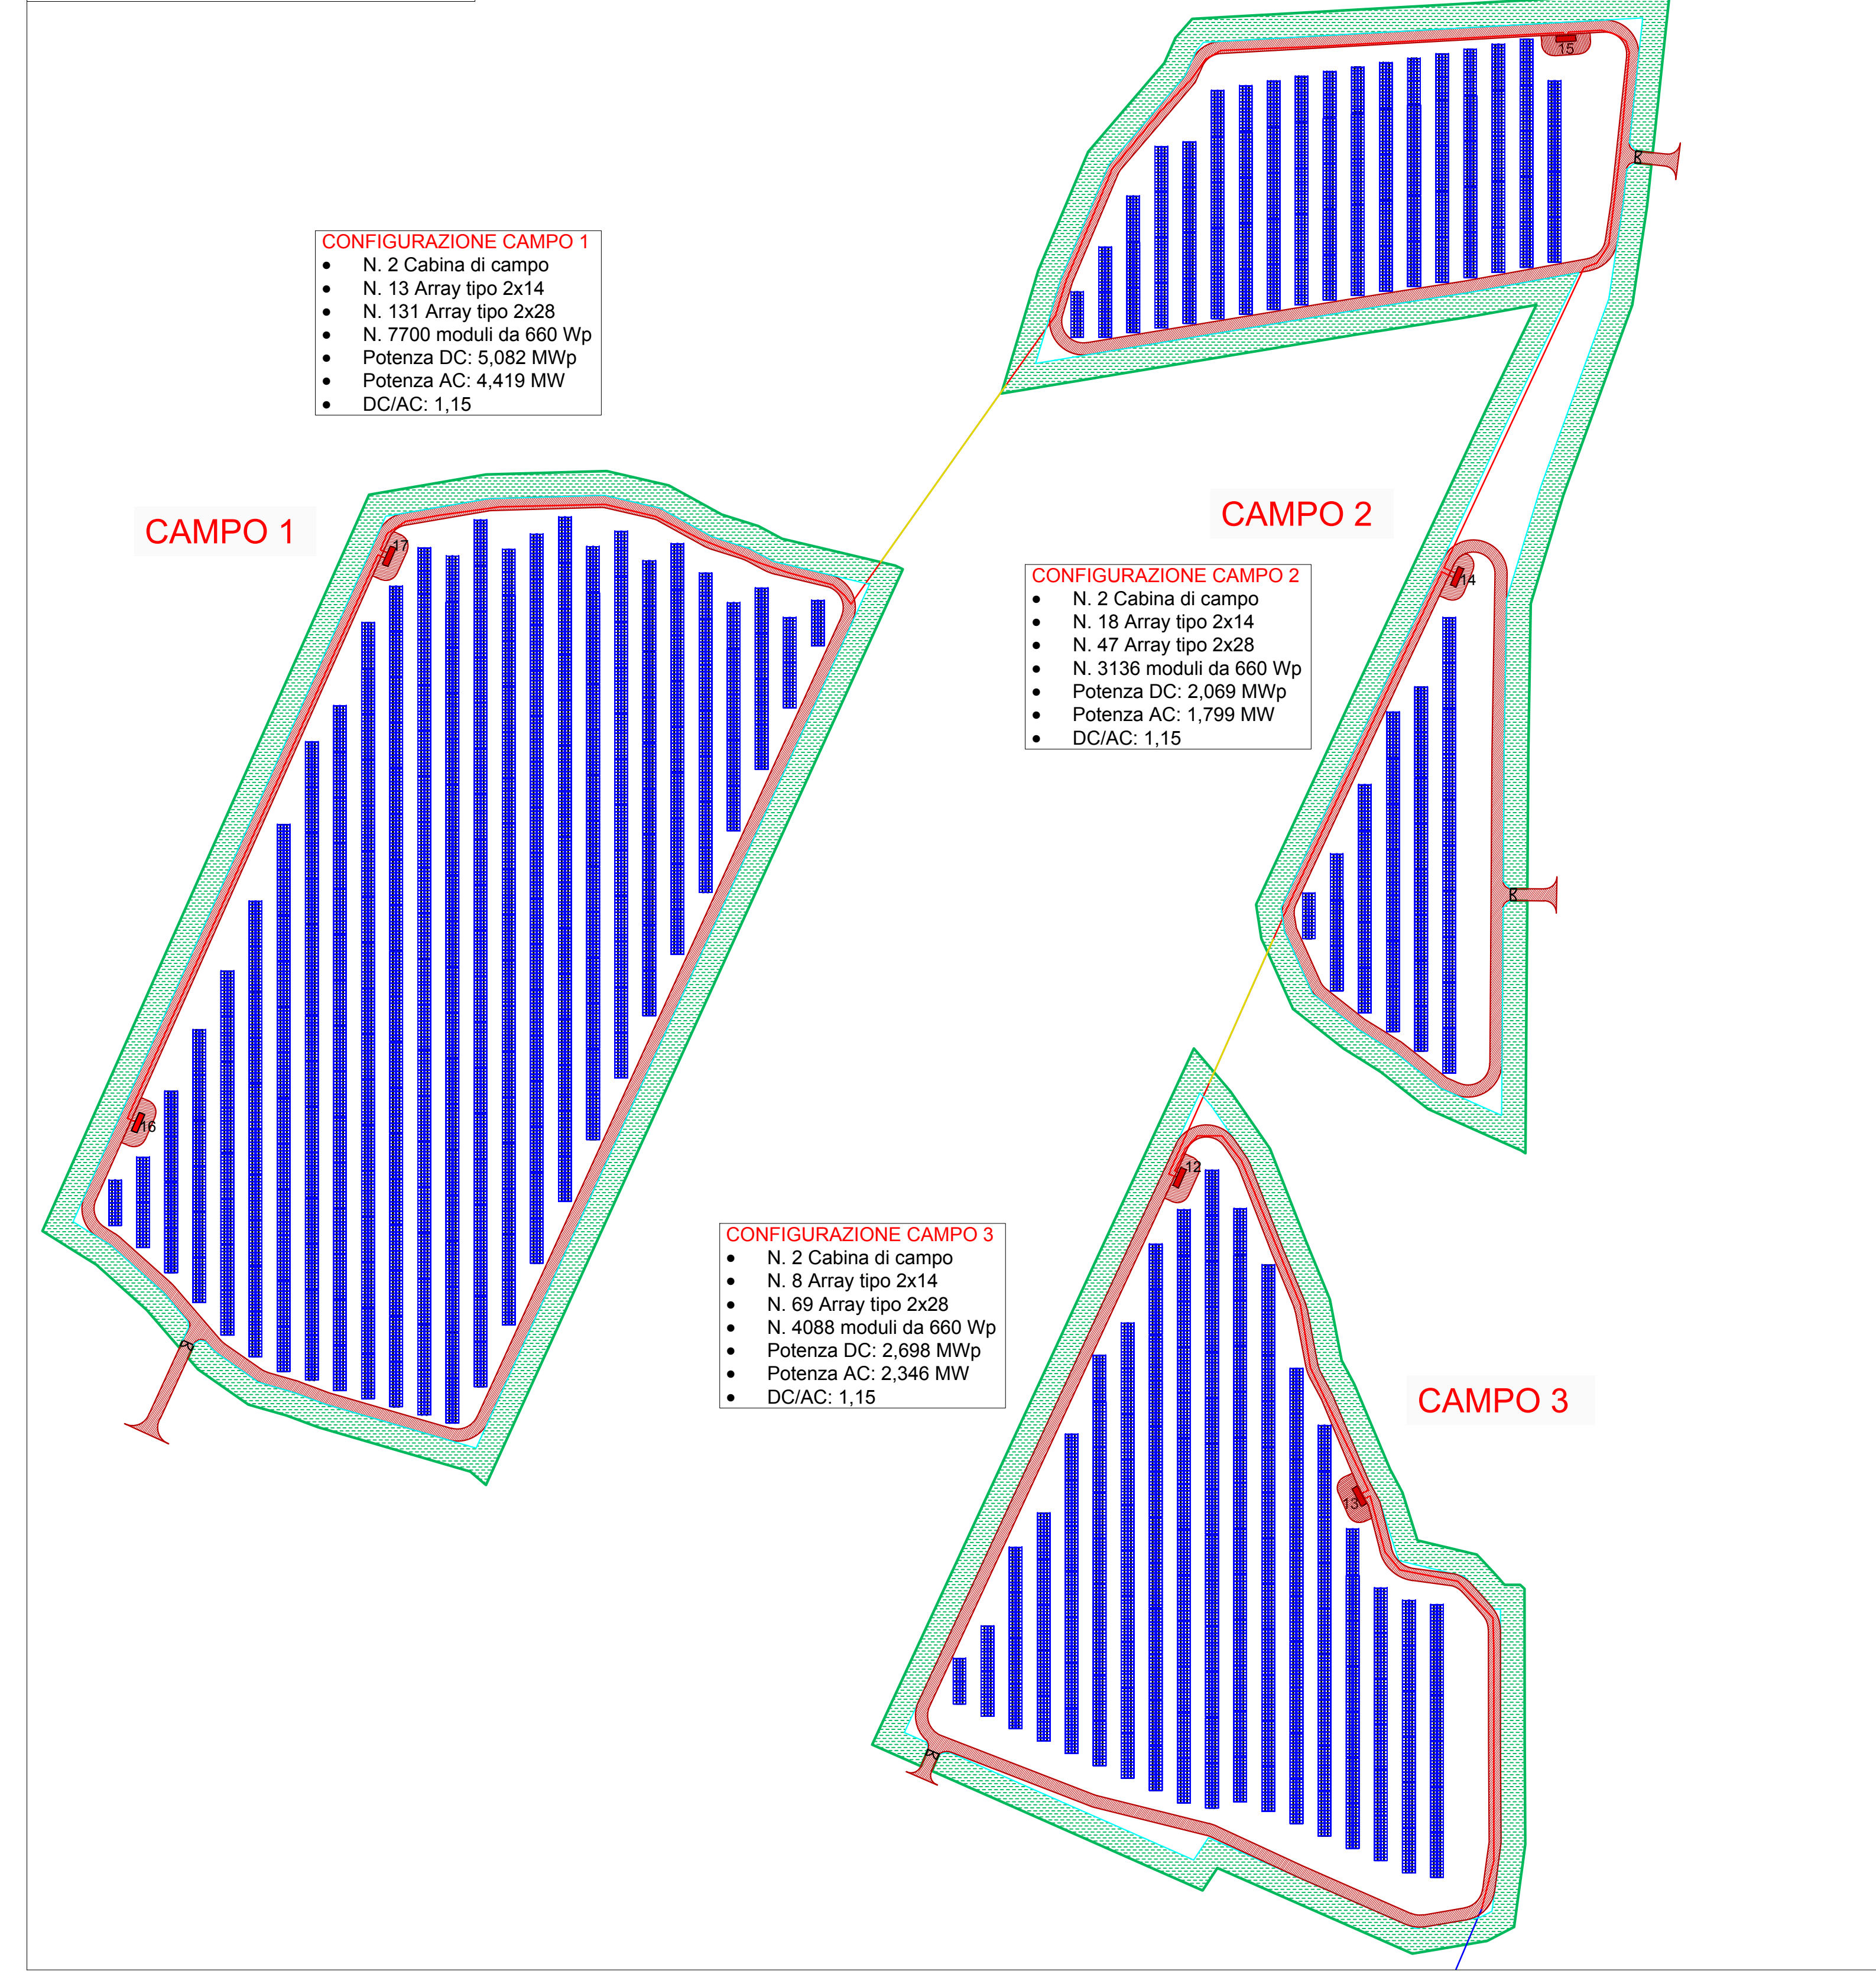 15
CONFIGURAZIONE CAMPO 1
• N. 2 Cabina di campo
• N. 13 Array tipo 2x14
• N. 131 Array tipo 2x28
• N. 7700 moduli da 660 Wp
• Potenza DC: 5,082 MWp
• Potenza AC: 4,419 MW
• DC/AC: 1,15
CAMPO 1
17
16
CAMPO 2
14
CONFIGURAZIONE CAMPO 2
• N. 2 Cabina di campo
• N. 18 Array tipo 2x14
• N. 47 Array tipo 2x28
• N. 3136 moduli da 660 Wp
• Potenza DC: 2,069 MWp
• Potenza AC: 1,799 MW
• DC/AC: 1,15
12
CONFIGURAZIONE CAMPO 3
• N. 2 Cabina di campo
• N. 8 Array tipo 2x14
• N. 69 Array tipo 2x28
• N. 4088 moduli da 660 Wp
• Potenza DC: 2,698 MWp
• Potenza AC: 2,346 MW
• DC/AC: 1,15
CAMPO 3
13